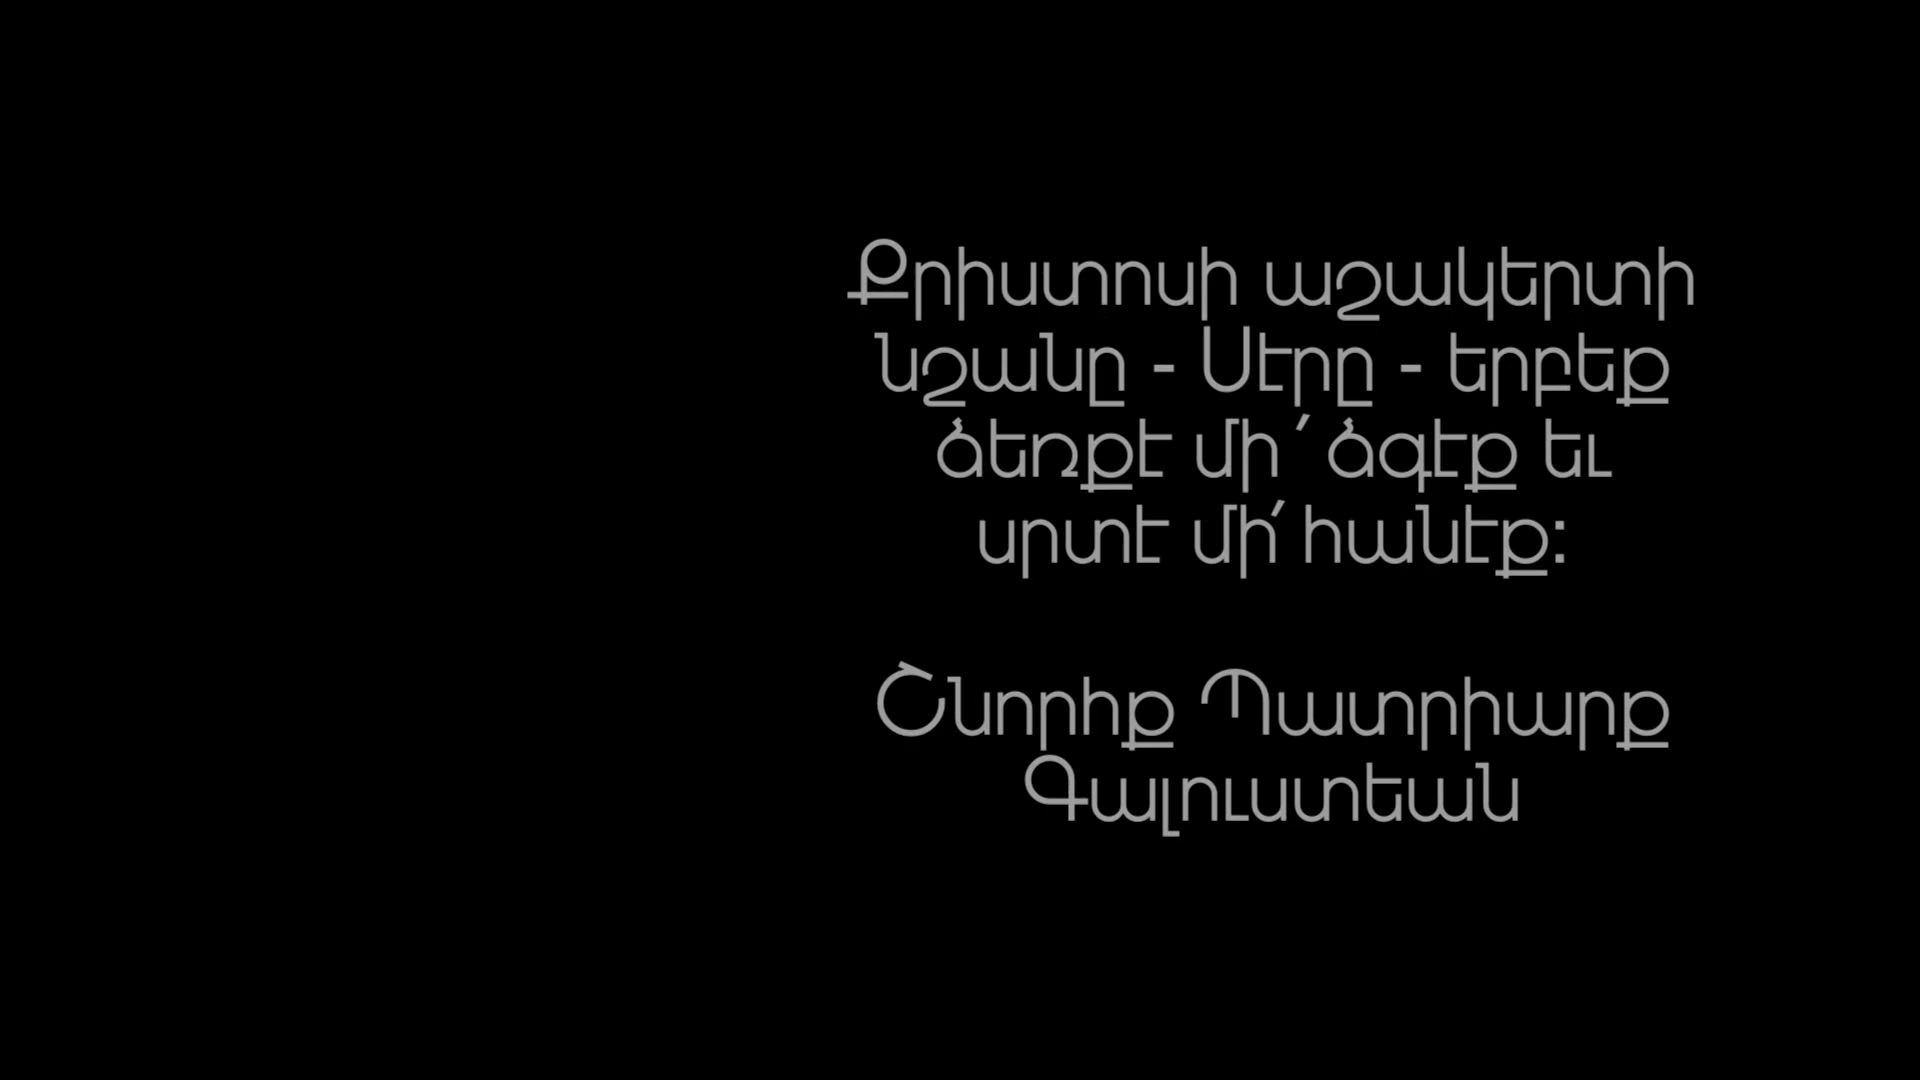 Քրիստոսի աշակերտի
նշանը - Սէրը - երբեք
ձեռքէ մի՛ ձգէք եւ
սրտէ մի՛ հանէք:
Շնորհք Պատրիարք
Գալուստեան